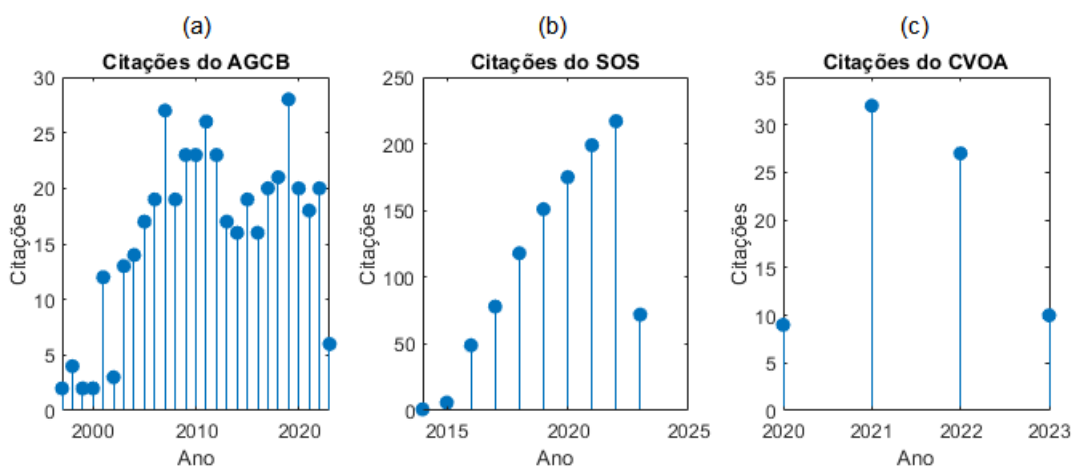 (a)
Citações do AGCB
30
25
20
15
10
5
0
Citações
2000 2010 2020
Ano
(b)
Citações do SOS
250
200
150
100
50
0
Citações
2015 2020 2025
Ano
(c)
Citações do CVOA
35
30
25
20
15
10
5
0
Citações
2020 2021 2022 2023
Ano